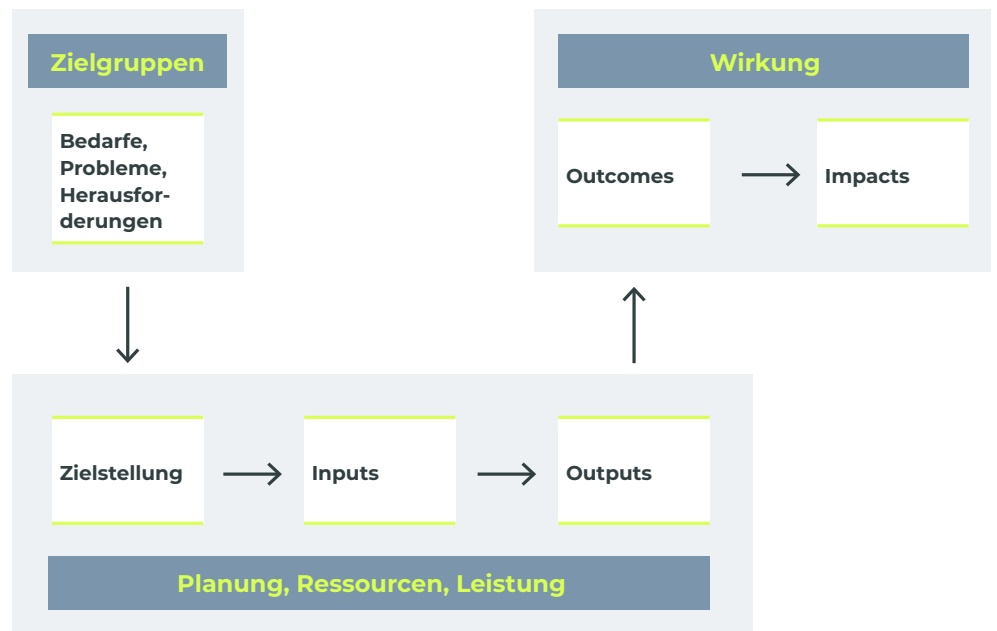 Zielgruppen
Bedarfe,
Probleme,
Herausfor-
derungen
Wirkung
Outcomes
Impacts
Zielstellung
Inputs
Outputs
Planung, Ressourcen, Leistung